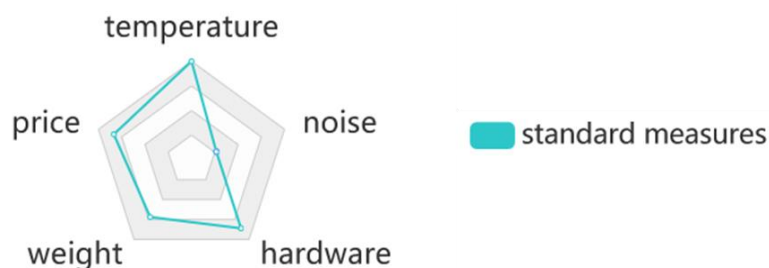 temperature
price
noise
standard measures
weight
hardware